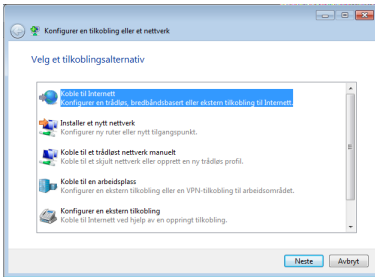 Konfigurer en tilkobling eller et nettverk
Velg et tilkoblingsalternativ
Koble til Internett
Konfigurer en trådløs, bredbåndsbasert eller ekstern tilkobling til Internett.
Installer et nytt nettverk
Konfigurer ny ruter eller nytt tilgangspunkt.
Koble til et trådløst nettverk manuelt
Koble til et skjult nettverk eller opprett en ny trådløs profil.
Koble til en arbeidsplass
Konfigurer en ekstern tilkobling eller en VPN-tilkobling til arbeidsområdet.
Konfigurer en ekstern tilkobling
Koble til Internett ved hjelp av en oppringt tilkobling.
Neste
Avbryt